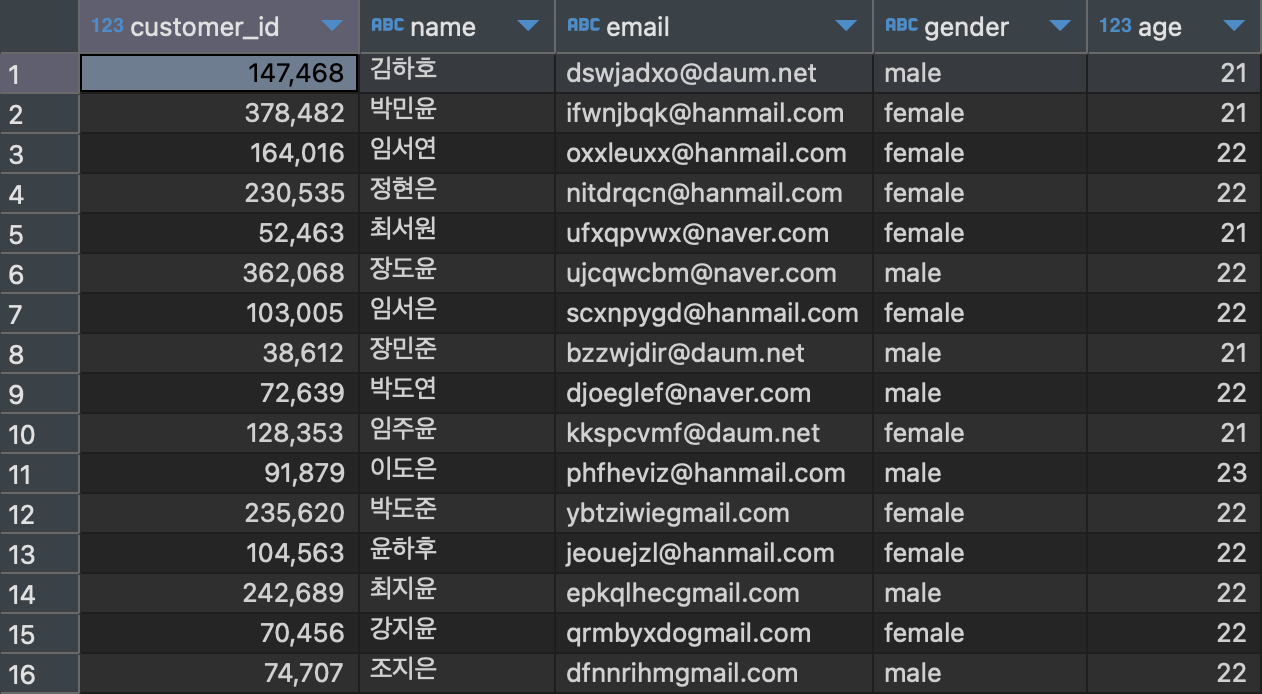 123 customer_id ABC name ABC email ABC gender 123 age
1 147,468 김하호 dswjadxo@daum.net male 21
2 378,482 박민윤 ifwnjbqk@hanmail.com female 21
3 164,016 임서연 oxxleuxx@hanmail.com female 22
4 230,535 정현은 nitdrqcn@hanmail.com female 22
5 52,463 최서원 ufxqpvwx@naver.com female 21
6 362,068 장도윤 ujcqwcbm@naver.com male 22
7 103,005 임서은 scxnpygd@hanmail.com female 22
8 38,612 장민준 bzzwjdir@daum.net male 21
9 72,639 박도연 djoeglef@naver.com male 22
10 128,353 임주윤 kkspcvmf@daum.net female 21
11 91,879 이도은 phfheviz@hanmail.com male 23
12 235,620 박도준 ybtziwiegmail.com female 22
13 104,563 윤하후 jeouejzl@hanmail.com female 22
14 242,689 최지윤 epkqlhecgmail.com male 22
15 70,456 강지윤 qrmbyxdogmail.com female 22
16 74,707 조지은 dfnnrihmgmail.com male 22